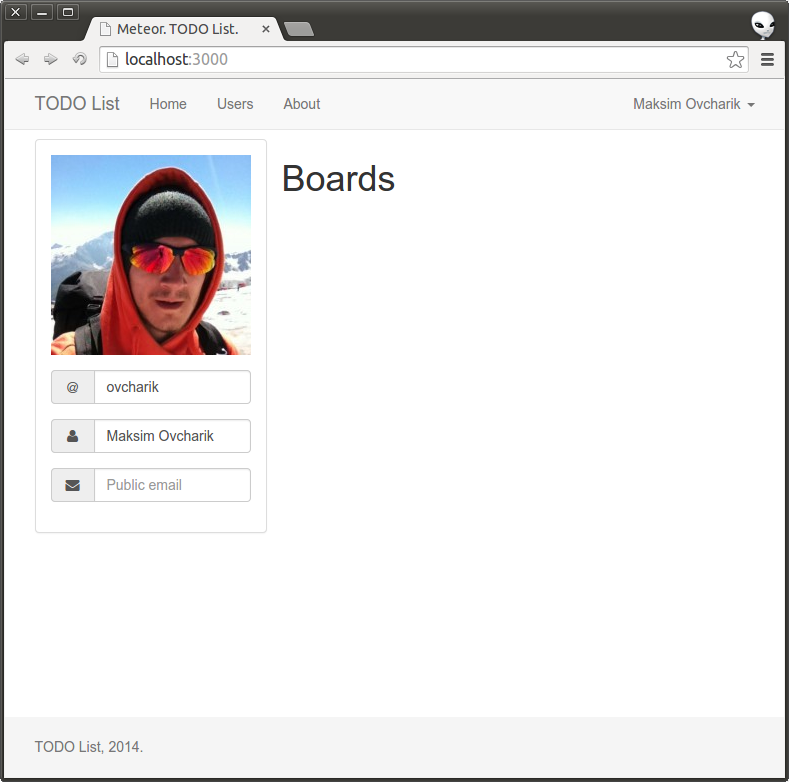 Meteor. TODO List.
localhost:3000
TODO List Home Users About Maksim Ovcharik
Boards
@ ovcharik
Maksim Ovcharik
Public email
TODO List, 2014.